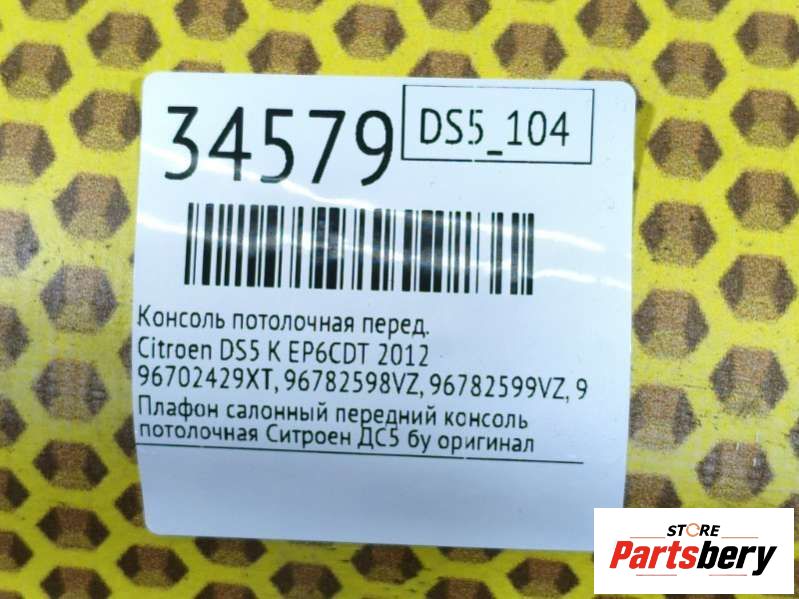 34579
DS5_104
Консоль потолочная перед.
Citroen DS5 K EP6CDT 2012
96702429XT, 96782598VZ, 96782599VZ, 9
Плафон салонный передний консоль
потолочная Ситроен ДС5 бу оригинал
STORE
Partsbery